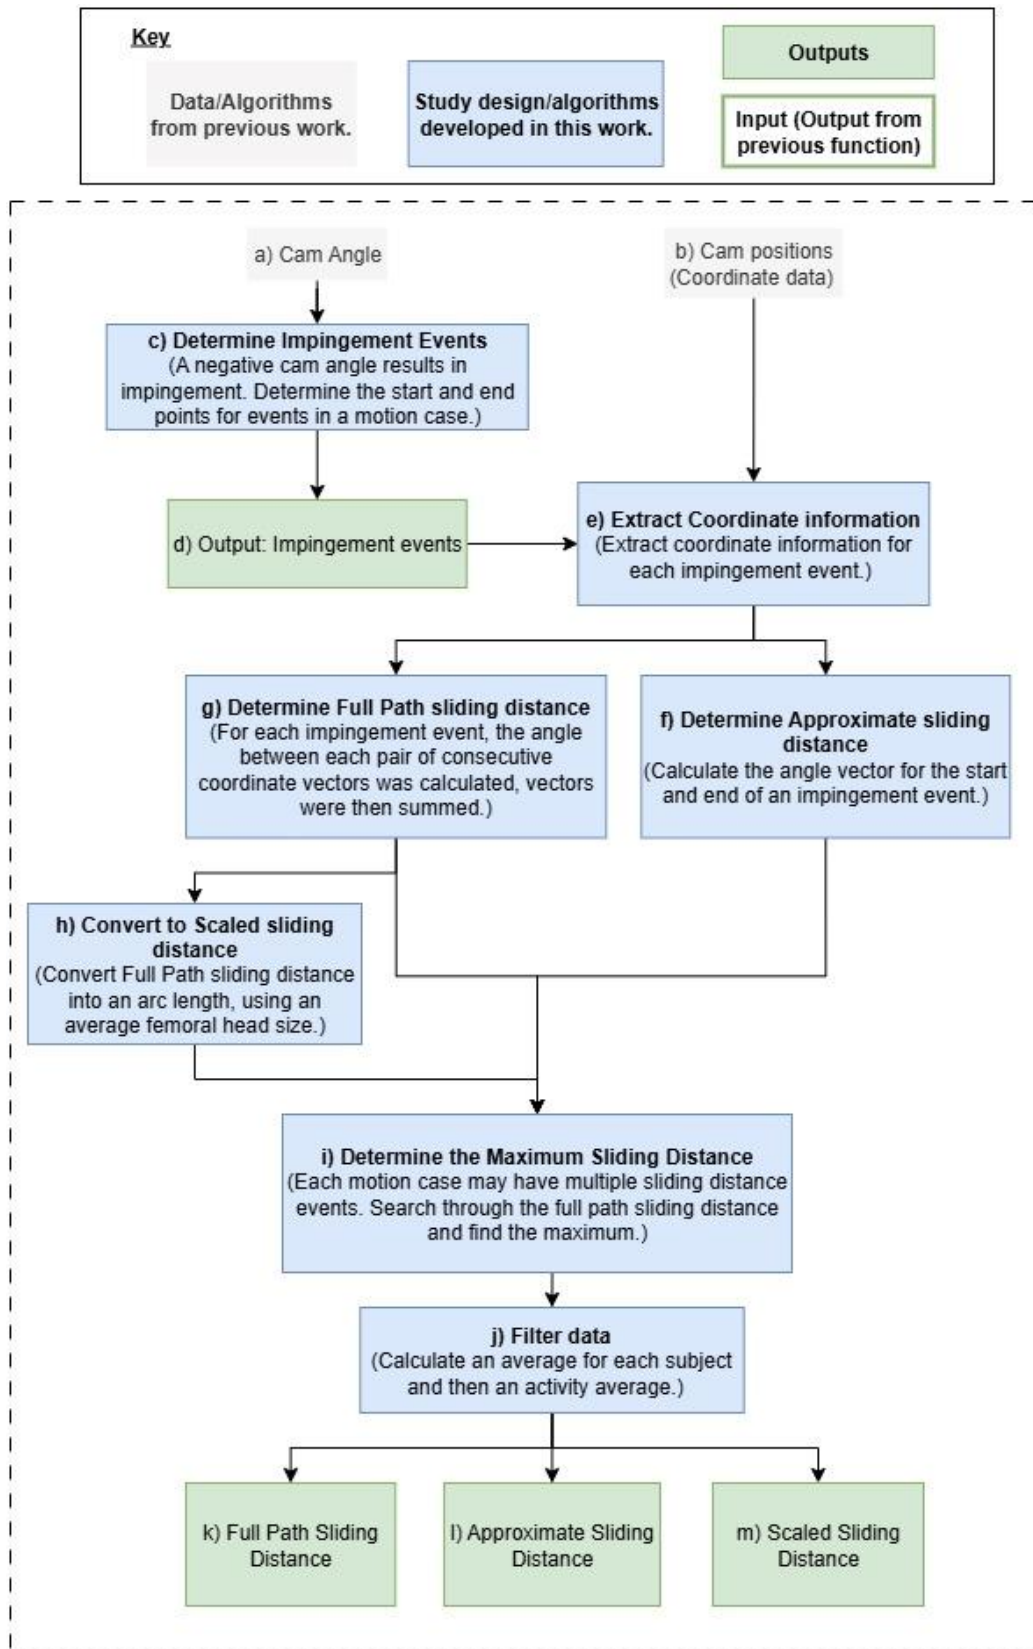 Key
Data/Algorithms
from previous work.
Study design/algorithms
developed in this work.
Outputs
Input (Output from
previous function)
a) Cam Angle
b) Cam positions
(Coordinate data)
c) Determine Impingement Events
(A negative cam angle results in
impingement. Determine the start and end
points for events in a motion case.)
d) Output: Impingement events
e) Extract Coordinate information
(Extract coordinate information for
each impingement event.)
g) Determine Full Path sliding distance
(For each impingement event, the angle
between each pair of consecutive
coordinate vectors was calculated, vectors
were then summed.)
f) Determine Approximate sliding
distance
(Calculate the angle vector for the start
and end of an impingement event.)
h) Convert to Scaled sliding
distance
(Convert Full Path sliding distance
into an arc length, using an
average femoral head size.)
i) Determine the Maximum Sliding Distance
(Each motion case may have multiple sliding distance
events. Search through the full path sliding distance
and find the maximum.)
j) Filter data
(Calculate an average for each subject
and then an activity average.)
k) Full Path Sliding
Distance
l) Approximate Sliding
Distance
m) Scaled Sliding
Distance